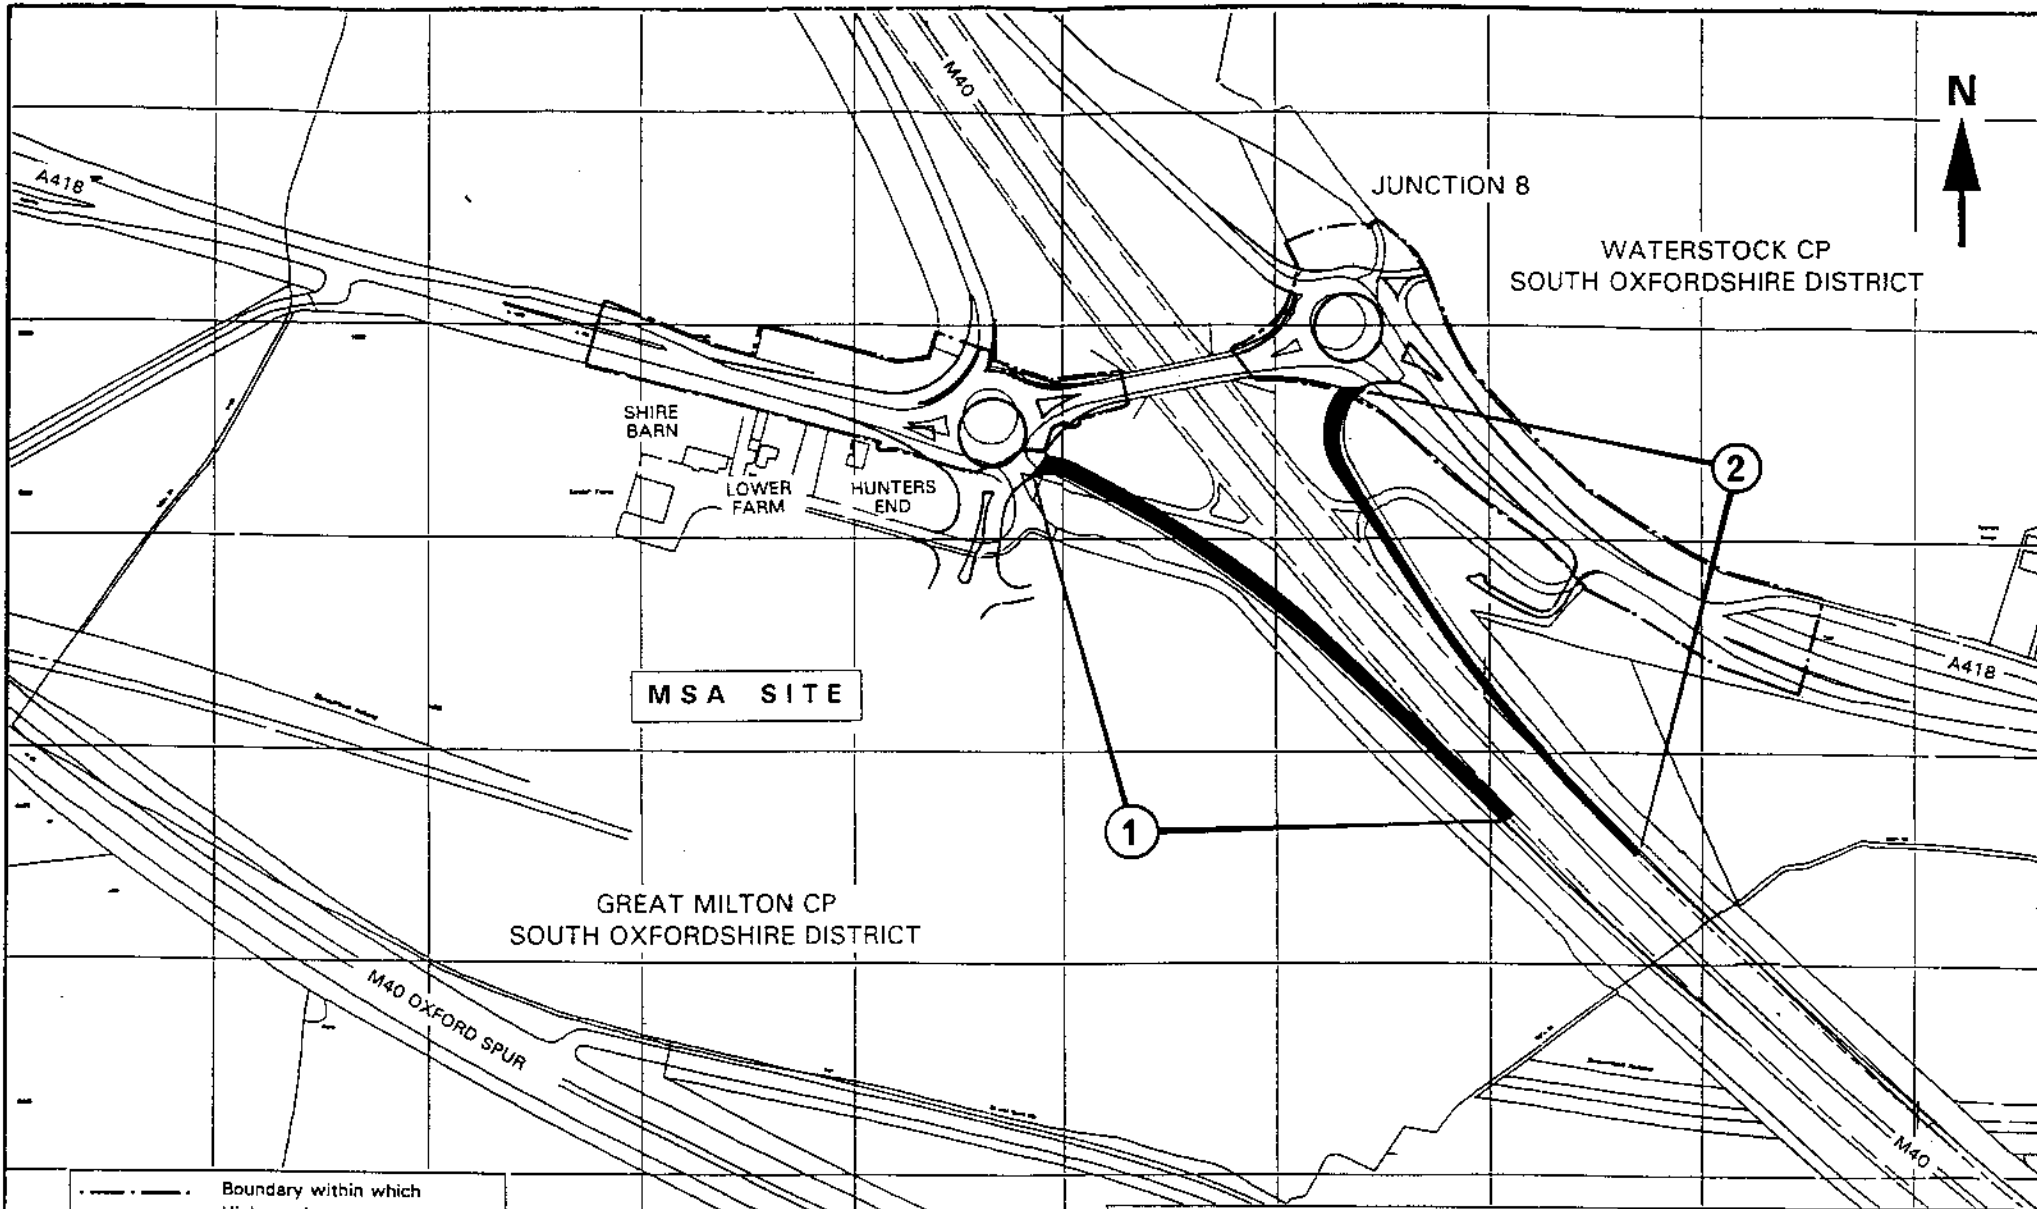 M40
N
A418
JUNCTION 8
WATERSTOCK CP
SOUTH OXFORDSHIRE DISTRICT
SHIRE
BARN
LOWER
FARM
HUNTERS
END
2
A418
MSA SITE
1
GREAT MILTON CP
SOUTH OXFORDSHIRE DISTRICT
M40 OXFORD SPUR
M40
Boundary within which